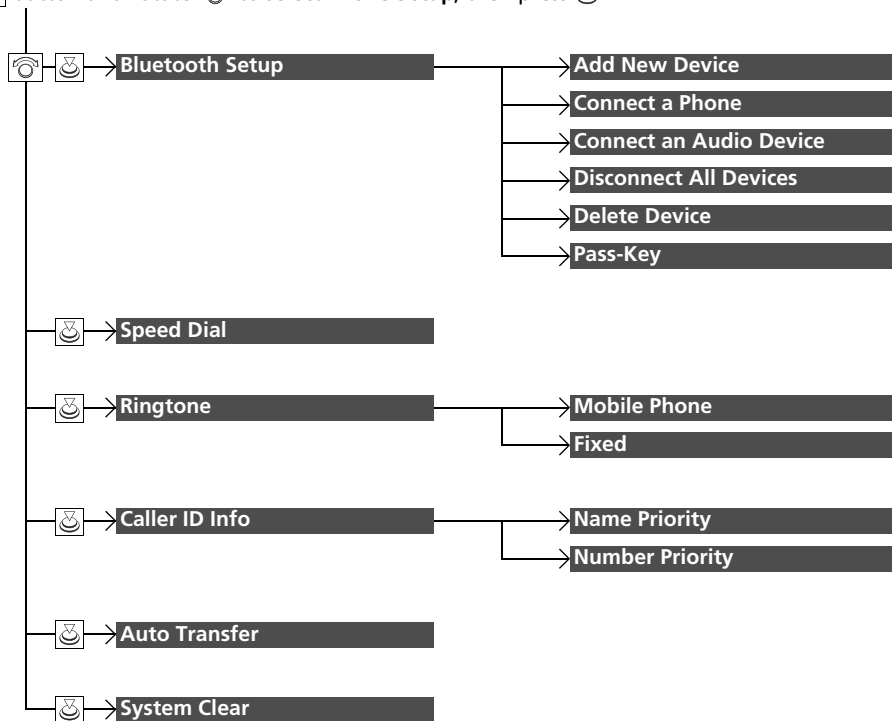 Bluetooth Setup
Add New Device
Connect a Phone
Connect an Audio Device
Disconnect All Devices
Delete Device
Pass-Key
Speed Dial
Ringtone
Mobile Phone
Fixed
Caller ID Info
Name Priority
Number Priority
Auto Transfer
System Clear